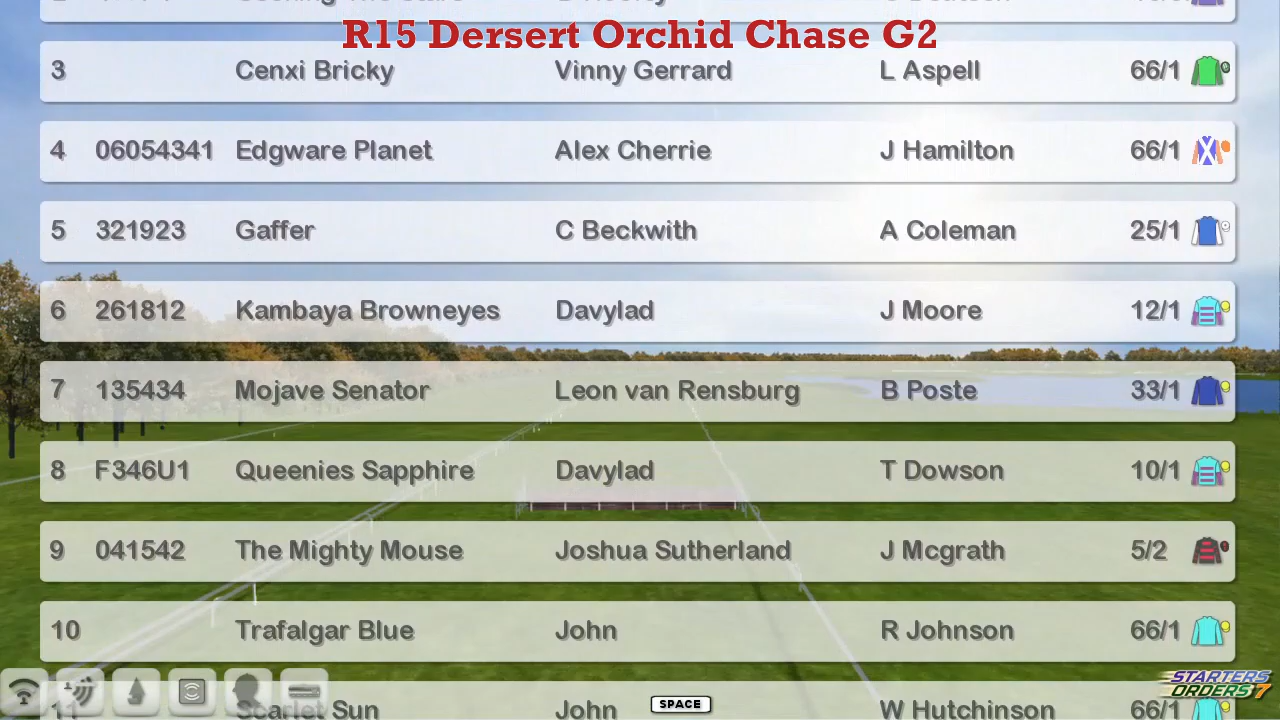 R15 Dersert Orchid Chase G2
3 Cenxi Bricky Vinny Gerrard L Aspell 66/1
4 06054341 Edgware Planet Alex Cherrie J Hamilton 66/1
5 321923 Gaffer C Beckwith A Coleman 25/1
6 261812 Kambaya Browneyes Davylad J Moore 12/1
7 135434 Mojave Senator Leon van Rensburg B Poste 33/1
8 F346U1 Queenies Sapphire Davylad T Dowson 10/1
9 041542 The Mighty Mouse Joshua Sutherland J Mcgrath 5/2
10 Trafalgar Blue John R Johnson 66/1
11 Scarlet Sun John W Hutchinson 66/1
SPACE
STARTERS
ORDERS 7